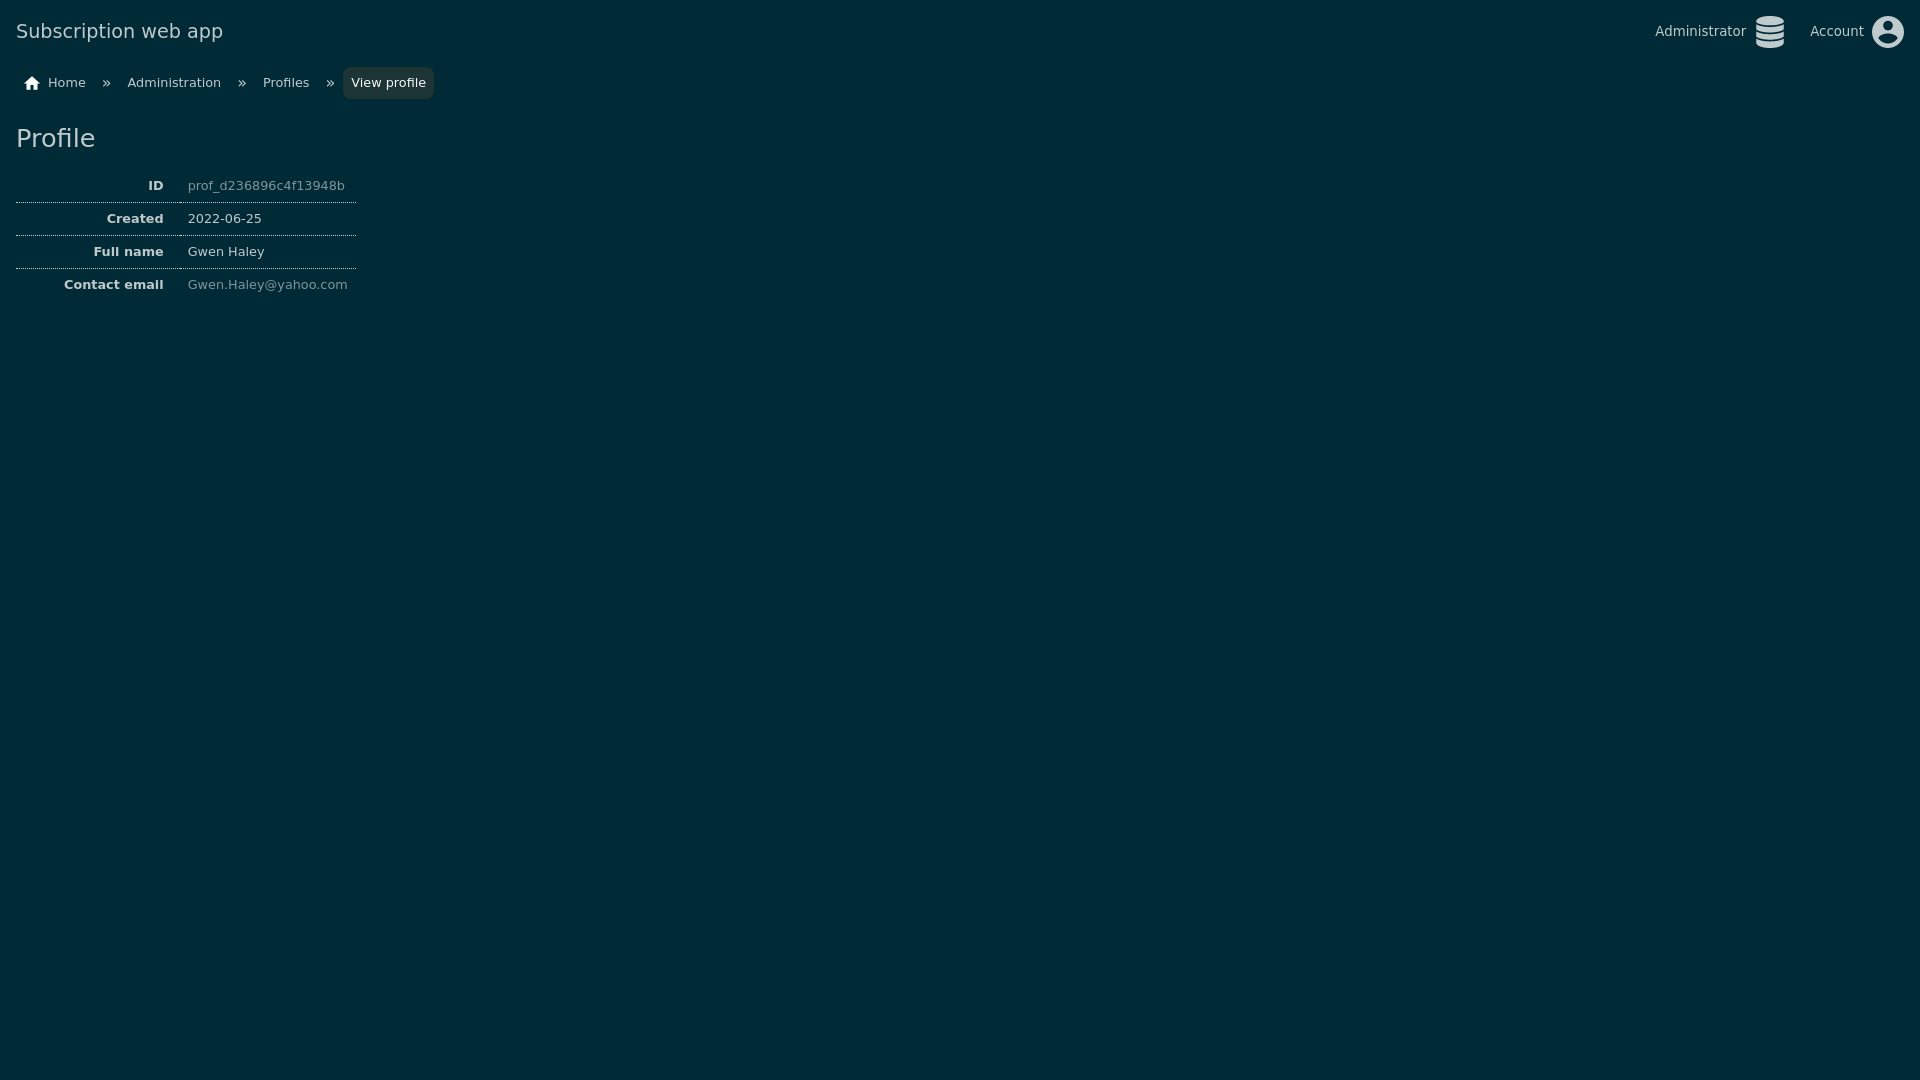 Subscription web app
Administrator
Account
Home » Administration » Profiles » View profile
Profile
ID prof_d236896c4f13948b
Created 2022-06-25
Full name Gwen Haley
Contact email Gwen.Haley@yahoo.com